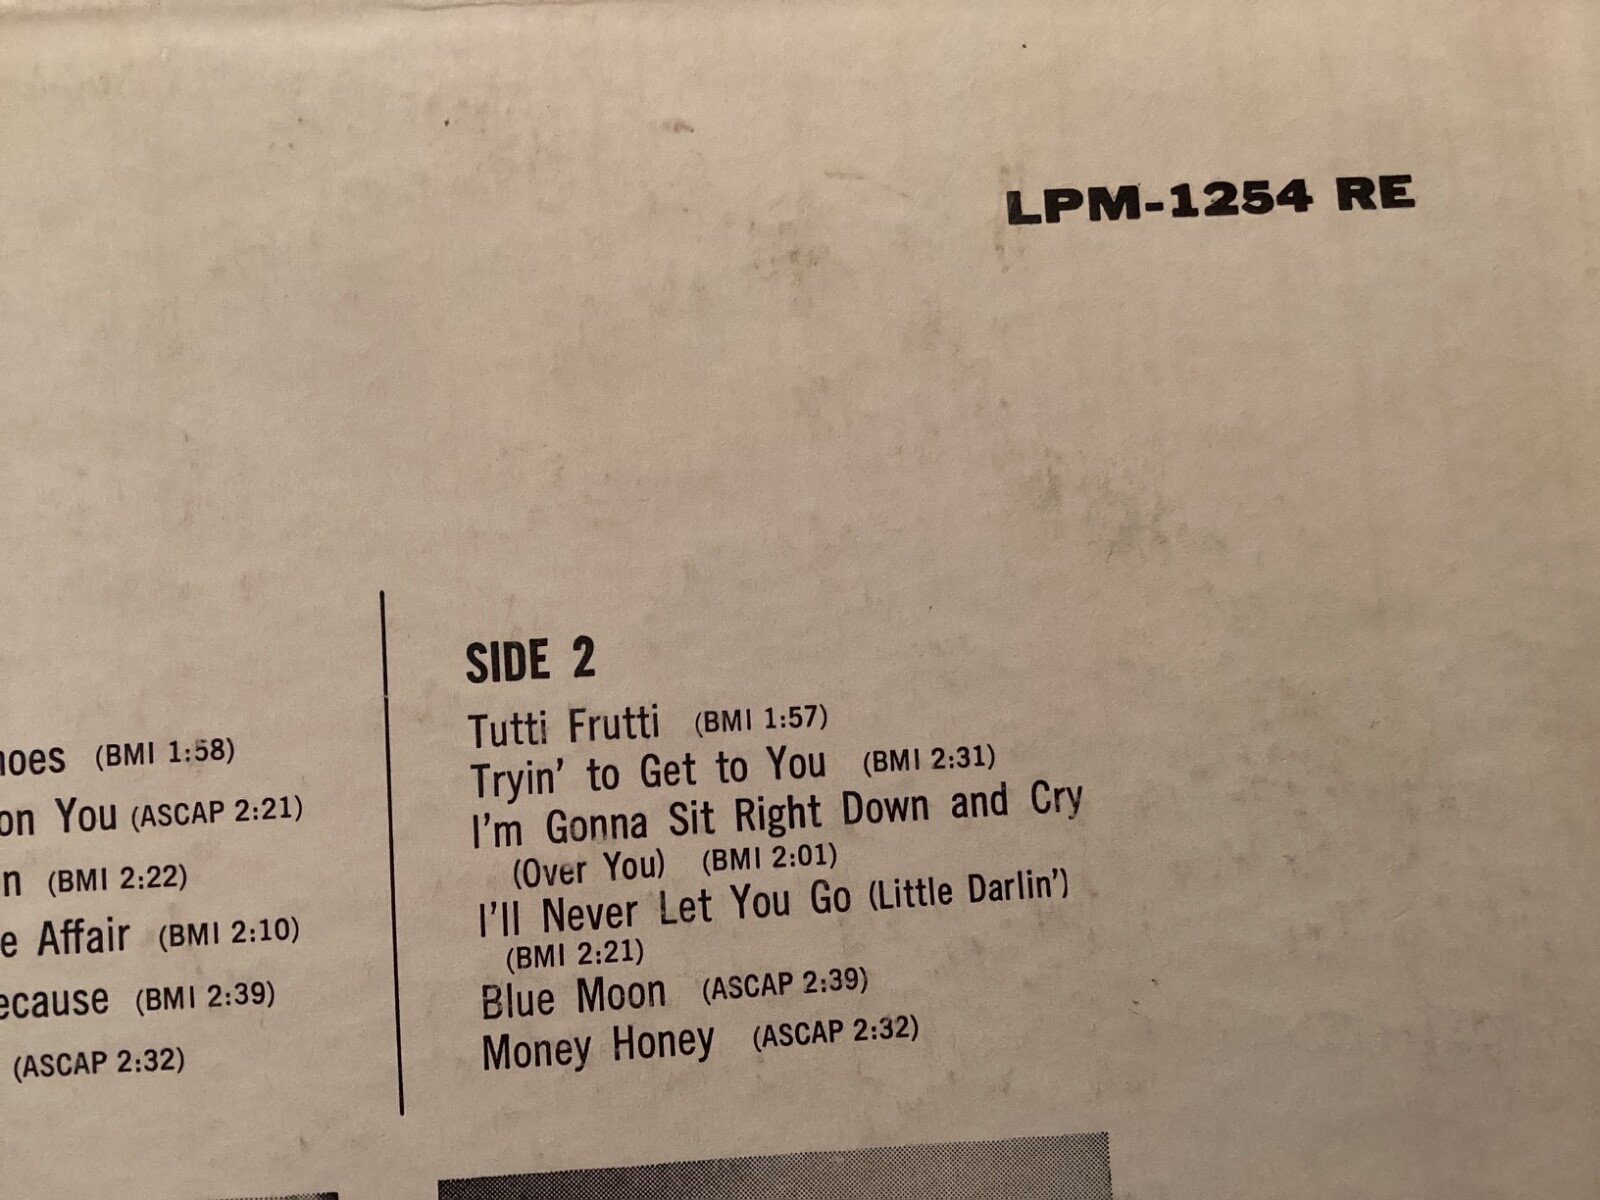 LPM-1254 RE
(BMI 1:58)
on You (ASCAP 2:21)
(BMI 2:22)
Affair (BMI 2:10)
(BMI 2:39)
(ASCAP 2:32)
SIDE 2
Tutti Frutti (BMI 1:57)
Tryin' to Get to You (BMI 2:31)
I'm Gonna Sit Right Down and Cry
(Over You) (BMI 2:01)
I'll Never Let You Go (Little Darlin')
(BMI 2:21)
Blue Moon (ASCAP 2:39)
Money Honey (ASCAP 2:32)